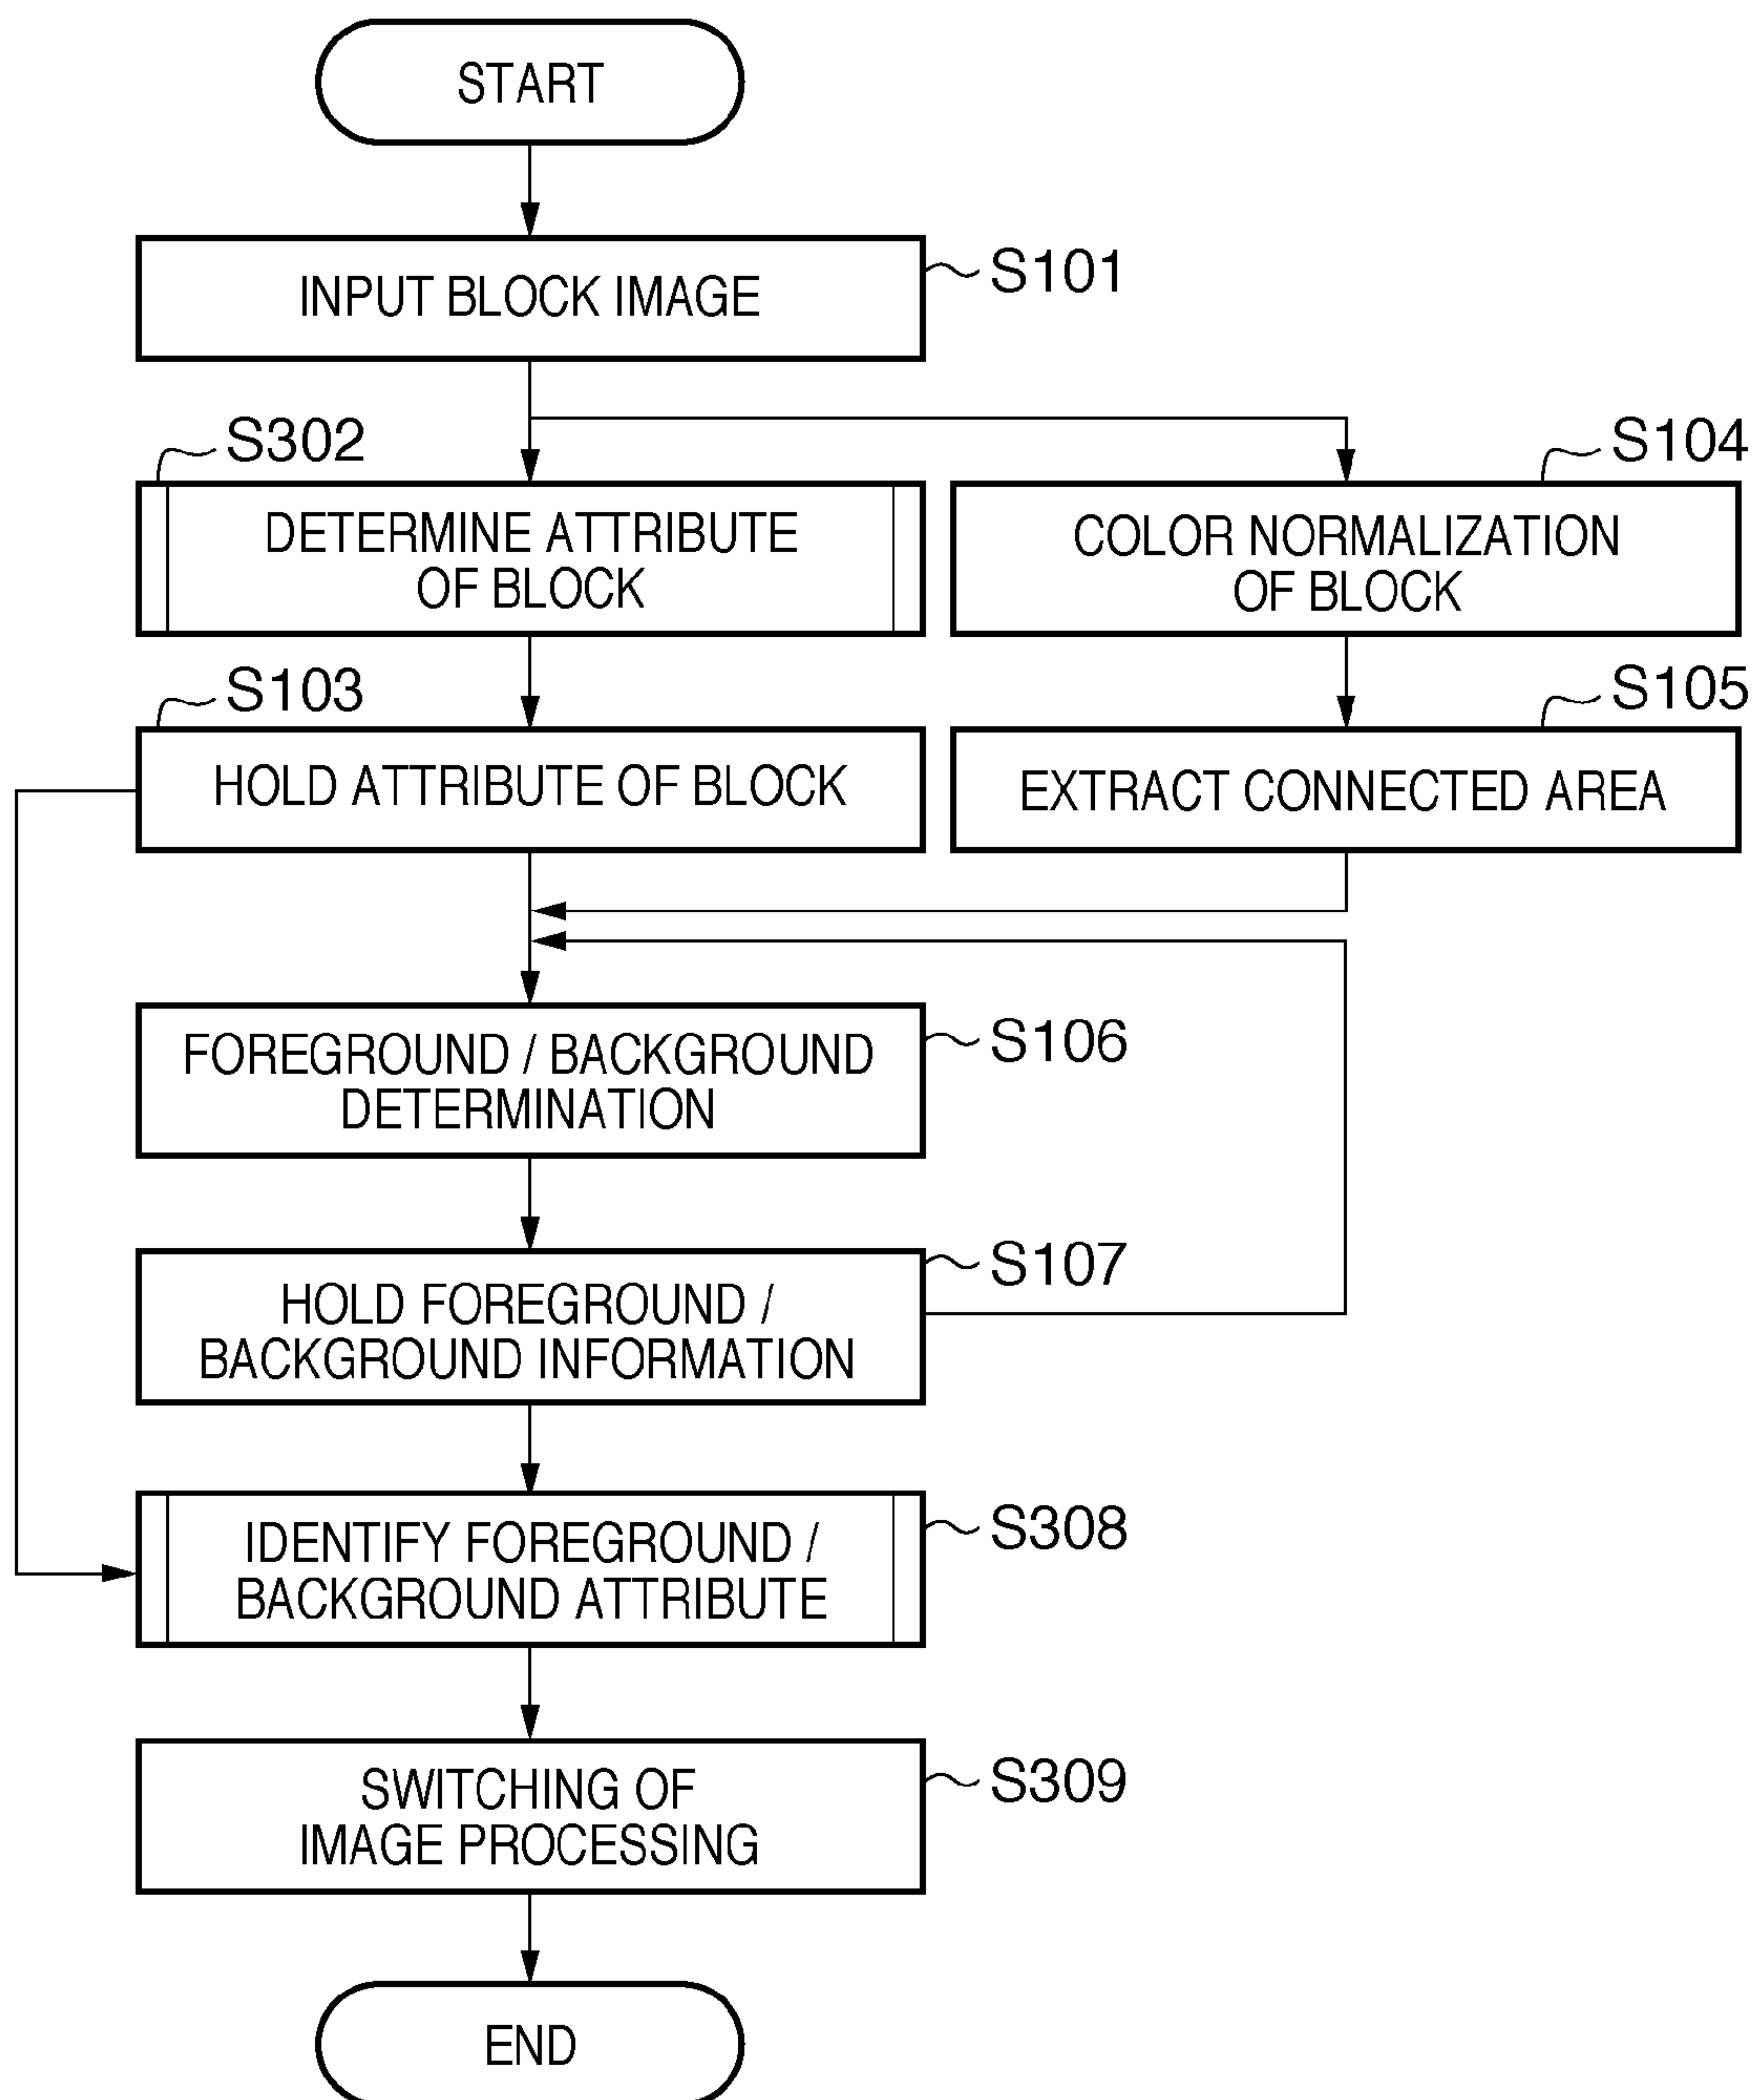 START
INPUT BLOCK IMAGE
S101
S302
DETERMINE ATTRIBUTE
OF BLOCK
S104
COLOR NORMALIZATION
OF BLOCK
S103
HOLD ATTRIBUTE OF BLOCK
S105
EXTRACT CONNECTED AREA
FOREGROUND / BACKGROUND
DETERMINATION
S106
HOLD FOREGROUND /
BACKGROUND INFORMATION
S107
IDENTIFY FOREGROUND /
BACKGROUND ATTRIBUTE
S308
SWITCHING OF
IMAGE PROCESSING
S309
END